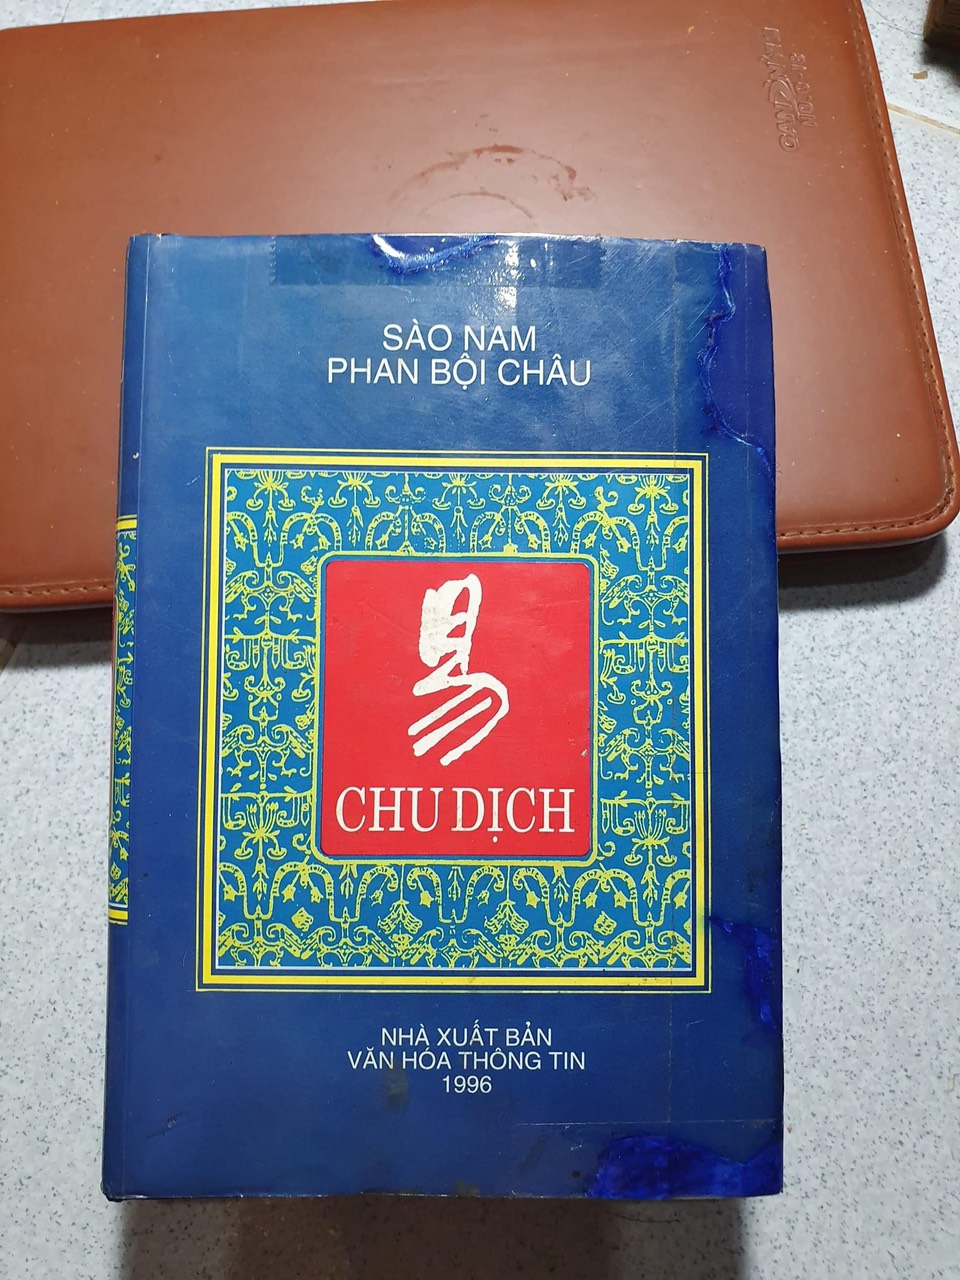 SÀO NAM
PHAN BỘI CHÂU
易
CHU DỊCH
NHÀ XUẤT BẢN
VĂN HÓA THÔNG TIN
1996